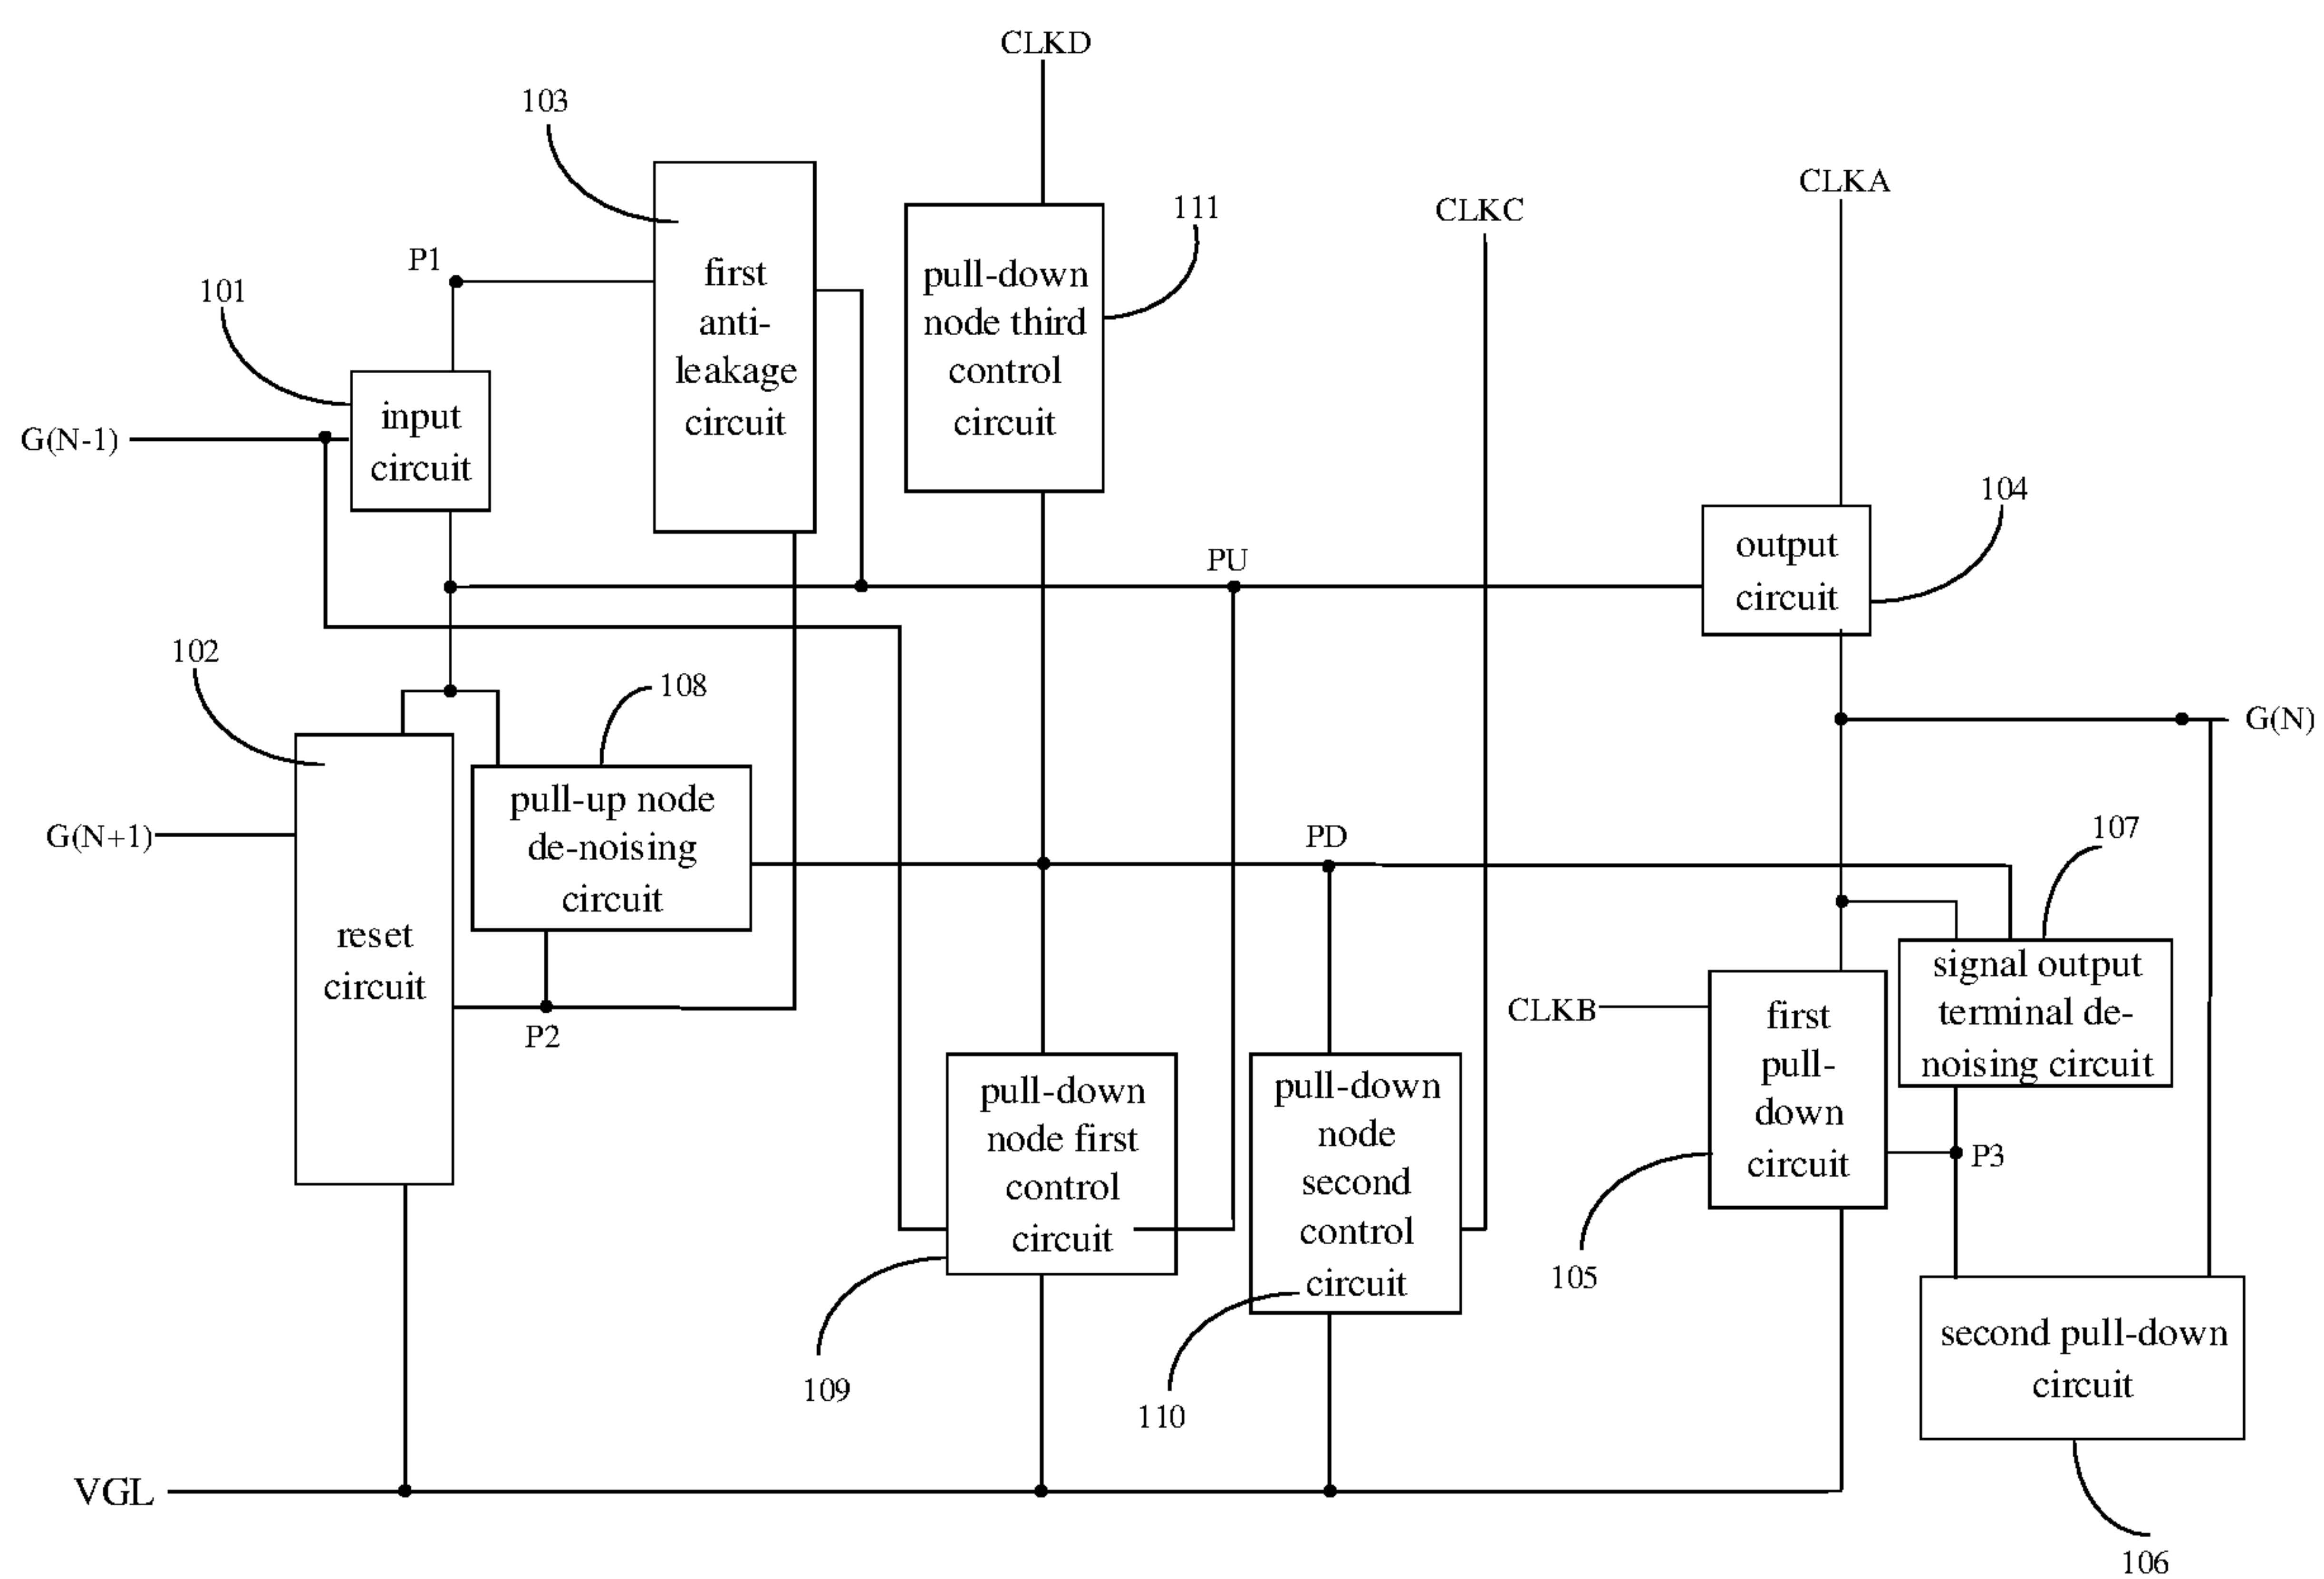 CLKD
103
CLKA
111
CLKC
P1
first
anti-
leakage
circuit
pull-down
node third
control
circuit
101
input
circuit
G(N-1)
104
output
circuit
PU
102
108
G(N)
pull-up node
de-noising
circuit
G(N+1)
PD
107
reset
circuit
signal output
terminal de-
noising circuit
P2
CLKB
first
pull-
down
circuit
pull-down
node first
control
circuit
pull-down
node
second
control
circuit
P3
105
second pull-down
circuit
109
110
VGL
106